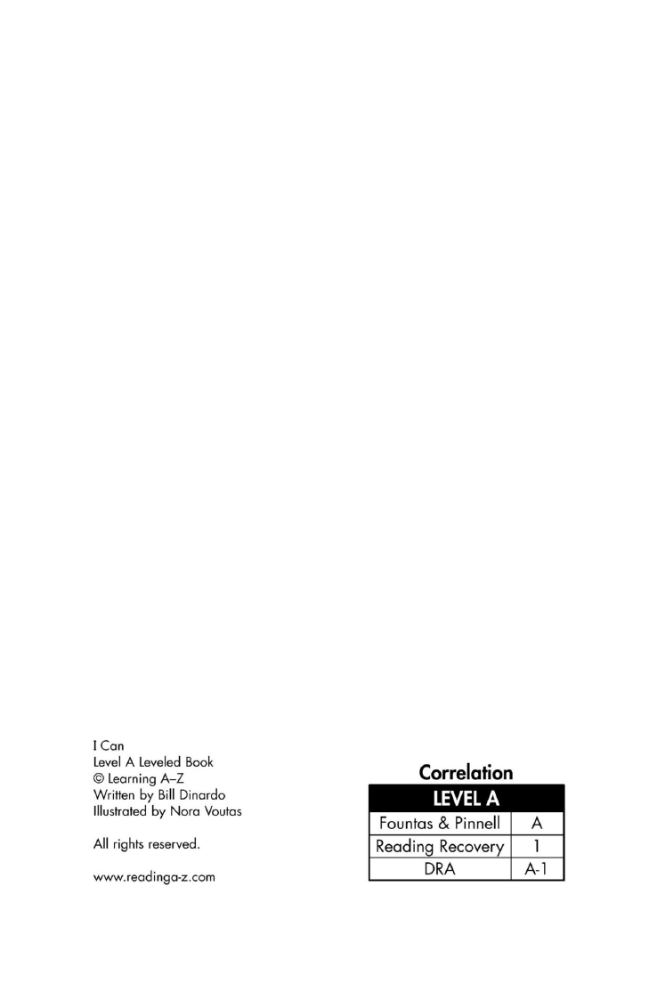 I Can
Level A Leveled Book
© Learning A–Z
Written by Bill Dinardo
Illustrated by Nora Voutas
All rights reserved.
www.readinga-z.com
Correlation
LEVEL A
Fountas & Pinnell A
Reading Recovery 1
DRA A-1